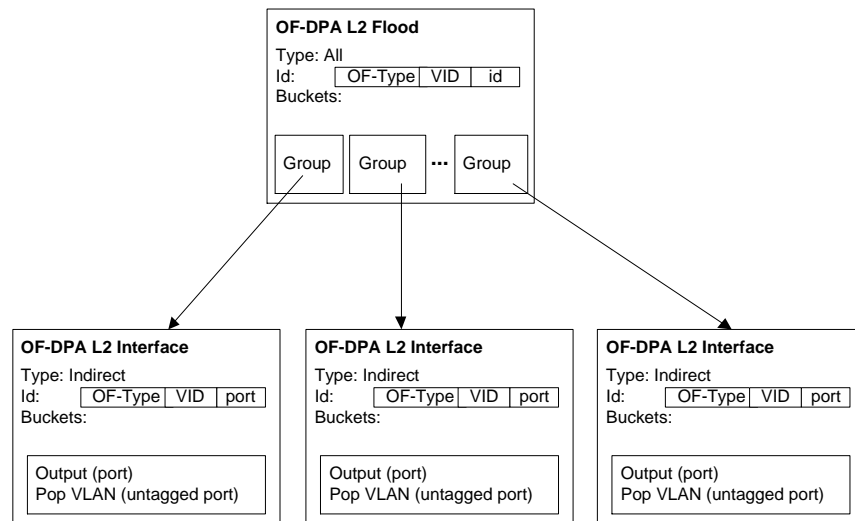 OF-DPA L2 Flood
Type: All
Id: OF-Type VID id
Buckets:
Group Group ... Group
OF-DPA L2 Interface
Type: Indirect
Id: OF-Type VID port
Buckets:
Output (port)
Pop VLAN (untagged port)
OF-DPA L2 Interface
Type: Indirect
Id: OF-Type VID port
Buckets:
Output (port)
Pop VLAN (untagged port)
OF-DPA L2 Interface
Type: Indirect
Id: OF-Type VID port
Buckets:
Output (port)
Pop VLAN (untagged port)